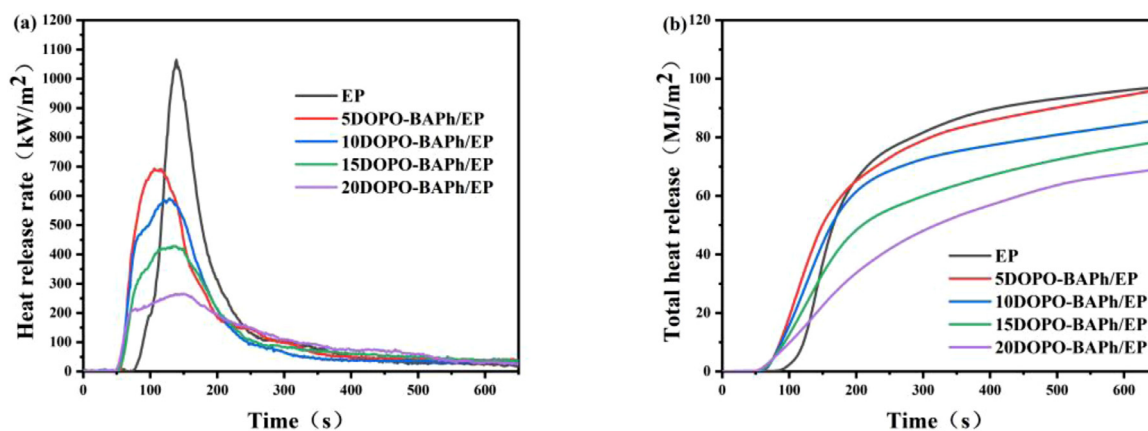 (a)
1200
1100
1000
900
800
700
600
500
400
300
200
100
0
Heat release rate（kW/m²）
EP
5DOPO-BAPh/EP
10DOPO-BAPh/EP
15DOPO-BAPh/EP
20DOPO-BAPh/EP
0 100 200 300 400 500 600
Time（s）
(b)
120
100
80
60
40
20
0
Total heat release（MJ/m²）
EP
5DOPO-BAPh/EP
10DOPO-BAPh/EP
15DOPO-BAPh/EP
20DOPO-BAPh/EP
0 100 200 300 400 500 600
Time（s）